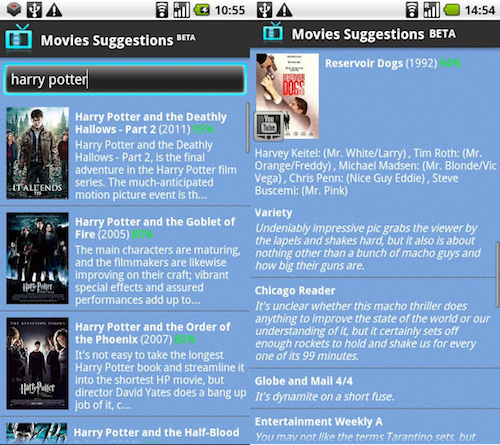 10:55
Movies Suggestions BETA
harry potter
IT ALL ENDS
Harry Potter and the Deathly
Hallows - Part 2 (2011)
Harry Potter and the Deathly
Hallows - Part 2, is the final
adventure in the Harry Potter film
series. The much-anticipated
motion picture event is th...
Harry Potter
Harry Potter and the Goblet of
Fire (2005)
The main characters are maturing,
and the filmmakers are likewise
improving on their craft; vibrant
special effects and assured
performances add up to...
Harry Potter
Harry Potter and the Order of
the Phoenix (2007)
It's not easy to take the longest
Harry Potter book and streamline it
into the shortest HP movie, but
director David Yates does a bang up
job of it, c...
Harry Potter and the Half-Blood
14:54
Movies Suggestions BETA
RESERVOIR
DOGS
You
Tube
Reservoir Dogs (1992) 94%
Harvey Keitel: (Mr. White/Larry) , Tim Roth: (Mr.
Orange/Freddy) , Michael Madsen: (Mr. Blonde/Vic
Vega) , Chris Penn: (Nice Guy Eddie) , Steve
Buscemi: (Mr. Pink)
Variety
Undeniably impressive pic grabs the viewer by
the lapels and shakes hard, but it also is about
nothing other than a bunch of macho guys and
how big their guns are.
Chicago Reader
It's unclear whether this macho thriller does
anything to improve the state of the world or our
understanding of it, but it certainly sets off
enough rockets to hold and shake us for every
one of its 99 minutes.
Globe and Mail 4/4
It's dynamite on a short fuse.
Entertainment Weekly A
You may not like the terms Tarantino sets, but